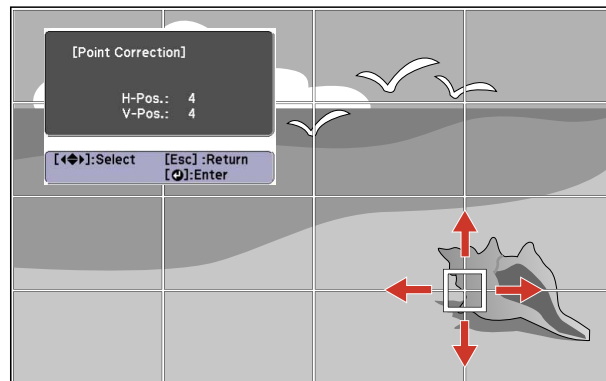 [Point Correction]
H-Pos.: 4
V-Pos.: 4
[◀◆▶]:Select [Esc] :Return
[↵]:Enter